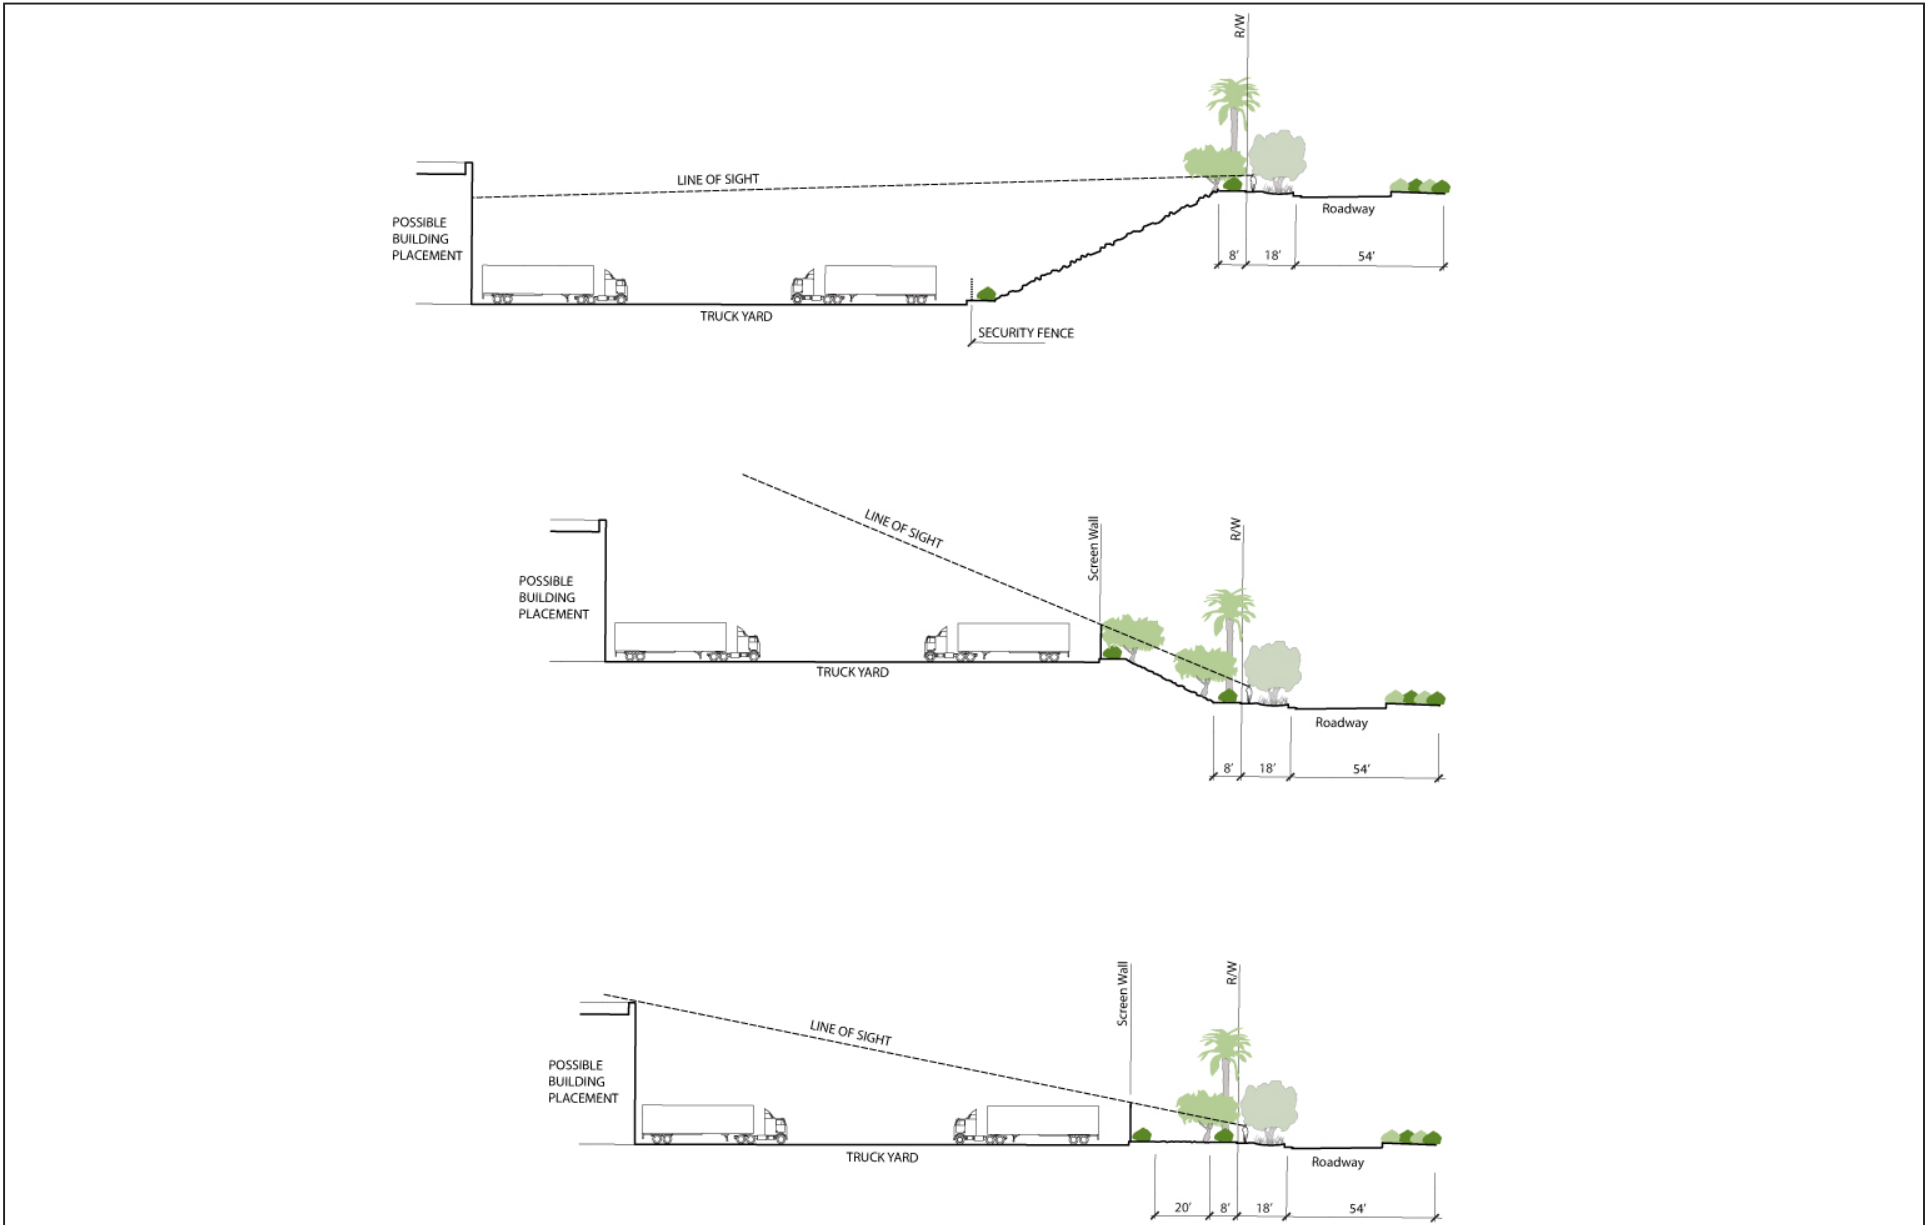 R/W
LINE OF SIGHT
POSSIBLE
BUILDING
PLACEMENT
Roadway
8'
18'
54'
TRUCK YARD
SECURITY FENCE
LINE OF SIGHT
Screen Wall
R/W
POSSIBLE
BUILDING
PLACEMENT
TRUCK YARD
Roadway
8'
18'
54'
Screen Wall
R/W
LINE OF SIGHT
POSSIBLE
BUILDING
PLACEMENT
TRUCK YARD
Roadway
20'
8'
18'
54'